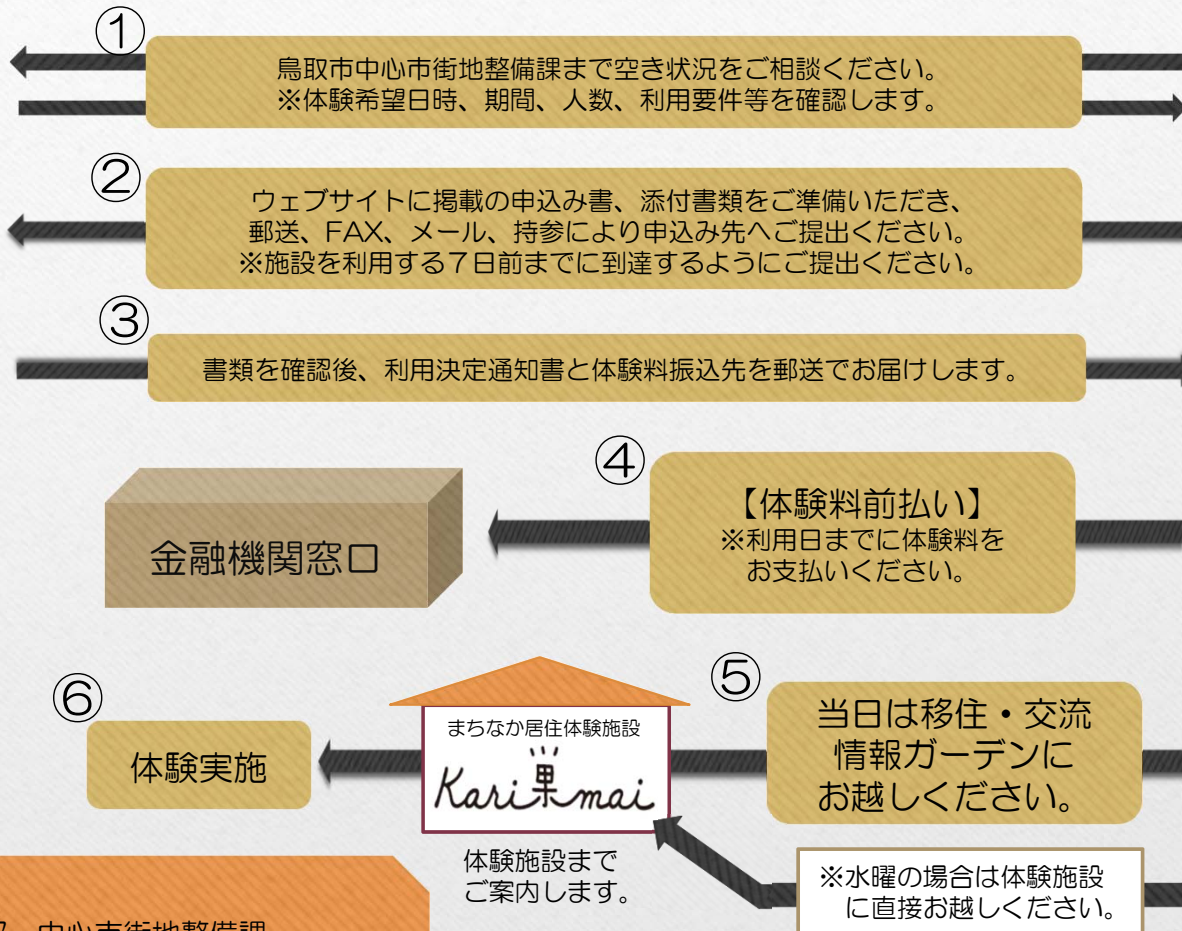 ①
鳥取市中心市街地整備課まで空き状況をご相談ください。
※体験希望日時、期間、人数、利用要件等を確認します。
②
ウェブサイトに掲載の申込み書、添付書類をご準備いただき、
郵送、FAX、メール、持参により申込み先へご提出ください。
※施設を利用する７日前までに到達するようにご提出ください。
③
書類を確認後、利用決定通知書と体験料振込先を郵送でお届けします。
④
【体験料前払い】
※利用日までに体験料を
お支払いください。
金融機関窓口
⑤
当日は移住・交流
情報ガーデンに
お越しください。
まちなか居住体験施設
Kari果mai
体験施設まで
ご案内します。
⑥
体験実施
※水曜の場合は体験施設
に直接お越しください。
中心市街地整備課